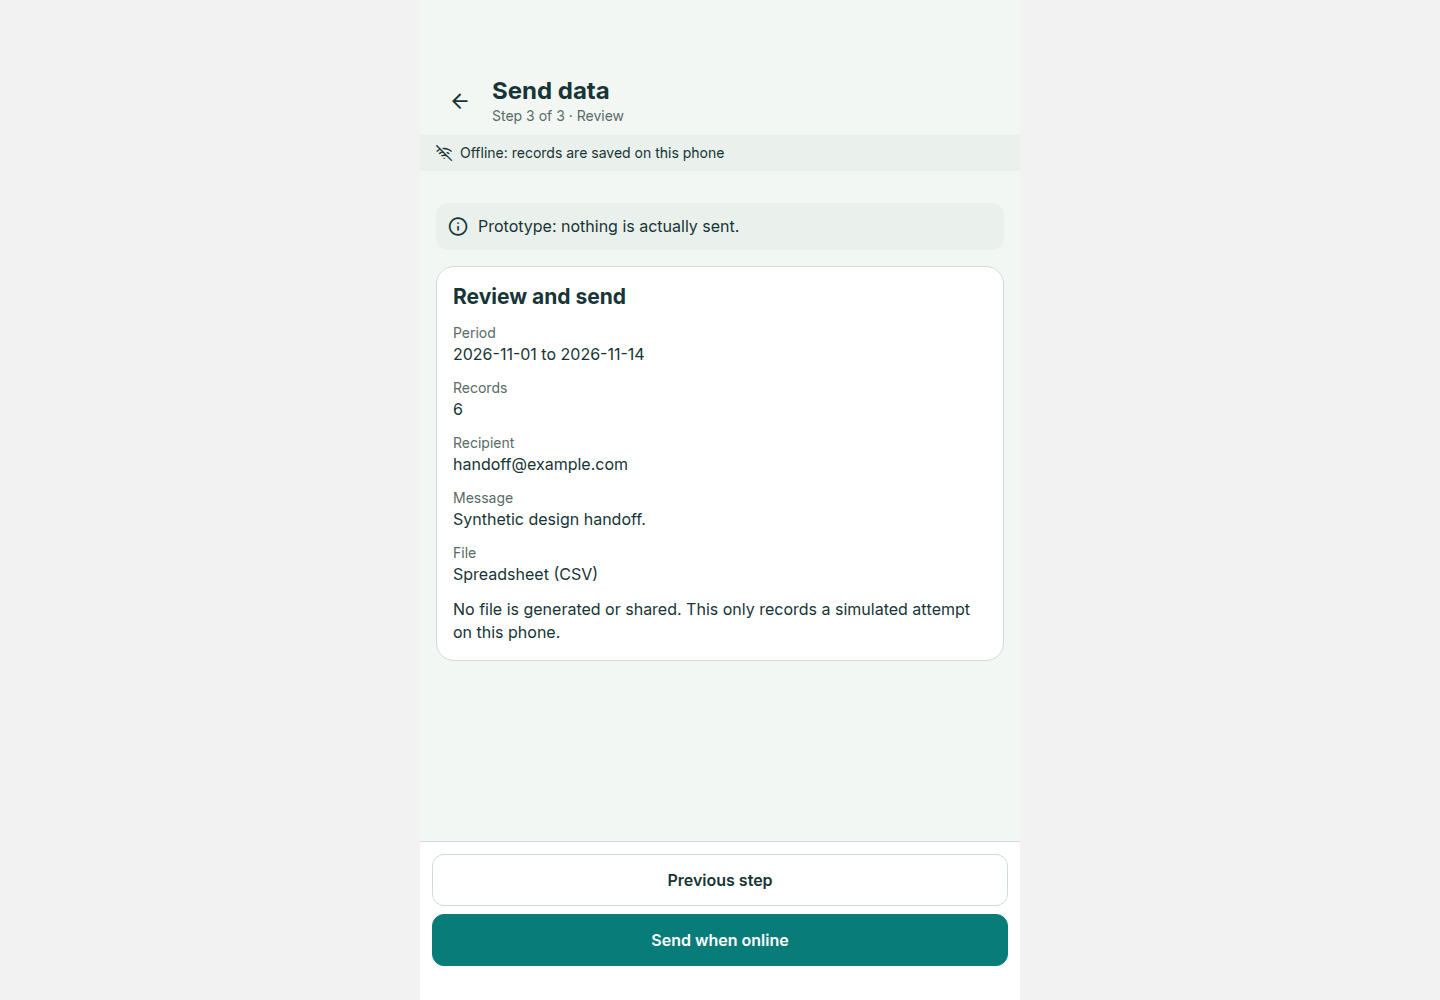 Send data
Step 3 of 3 · Review
Offline: records are saved on this phone
Prototype: nothing is actually sent.
Review and send
Period
2026-11-01 to 2026-11-14
Records
6
Recipient
handoff@example.com
Message
Synthetic design handoff.
File
Spreadsheet (CSV)
No file is generated or shared. This only records a simulated attempt
on this phone.
Previous step
Send when online